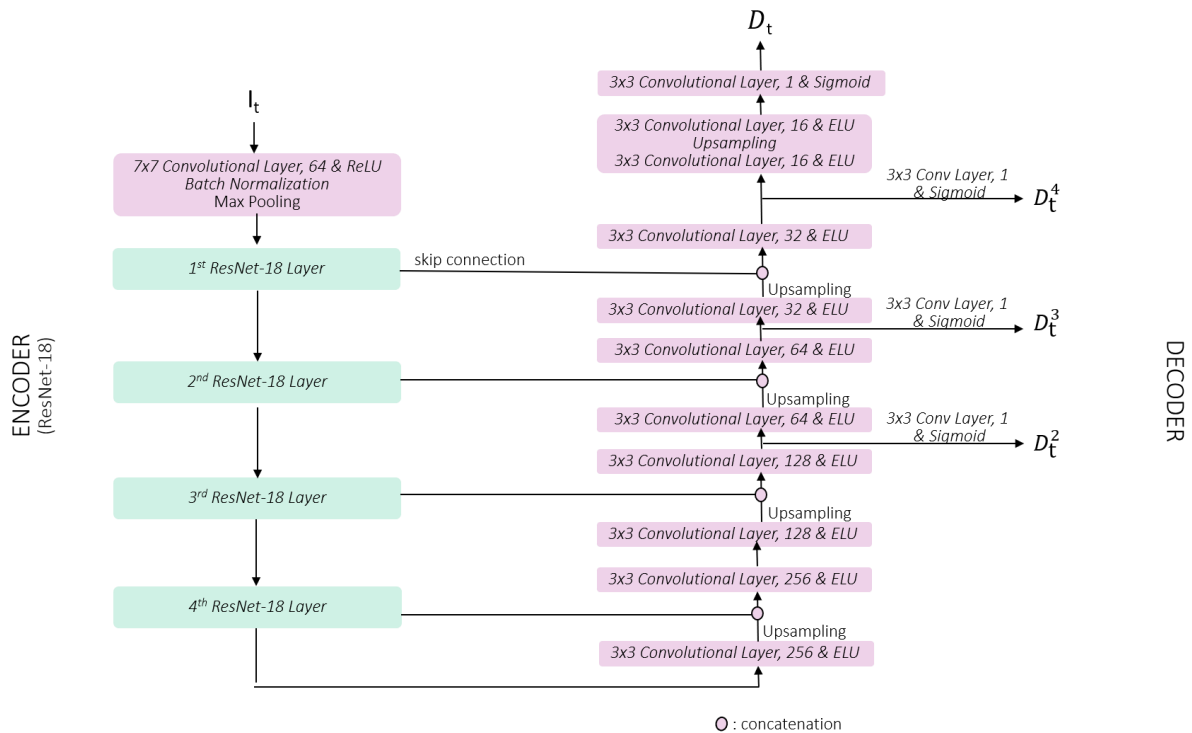 D_t
3x3 Convolutional Layer, 1 & Sigmoid
I_t
3x3 Convolutional Layer, 16 & ELU
Upsampling
3x3 Convolutional Layer, 16 & ELU
7x7 Convolutional Layer, 64 & ReLU
Batch Normalization
Max Pooling
3x3 Conv Layer, 1
& Sigmoid
D_t^4
3x3 Convolutional Layer, 32 & ELU
1st ResNet-18 Layer
skip connection
Upsampling
3x3 Convolutional Layer, 32 & ELU
3x3 Conv Layer, 1
& Sigmoid
D_t^3
3x3 Convolutional Layer, 64 & ELU
2nd ResNet-18 Layer
Upsampling
3x3 Convolutional Layer, 64 & ELU
3x3 Conv Layer, 1
& Sigmoid
D_t^2
ENCODER
(ResNet-18)
DECODER
3x3 Convolutional Layer, 128 & ELU
3rd ResNet-18 Layer
Upsampling
3x3 Convolutional Layer, 128 & ELU
3x3 Convolutional Layer, 256 & ELU
4th ResNet-18 Layer
Upsampling
3x3 Convolutional Layer, 256 & ELU
: concatenation